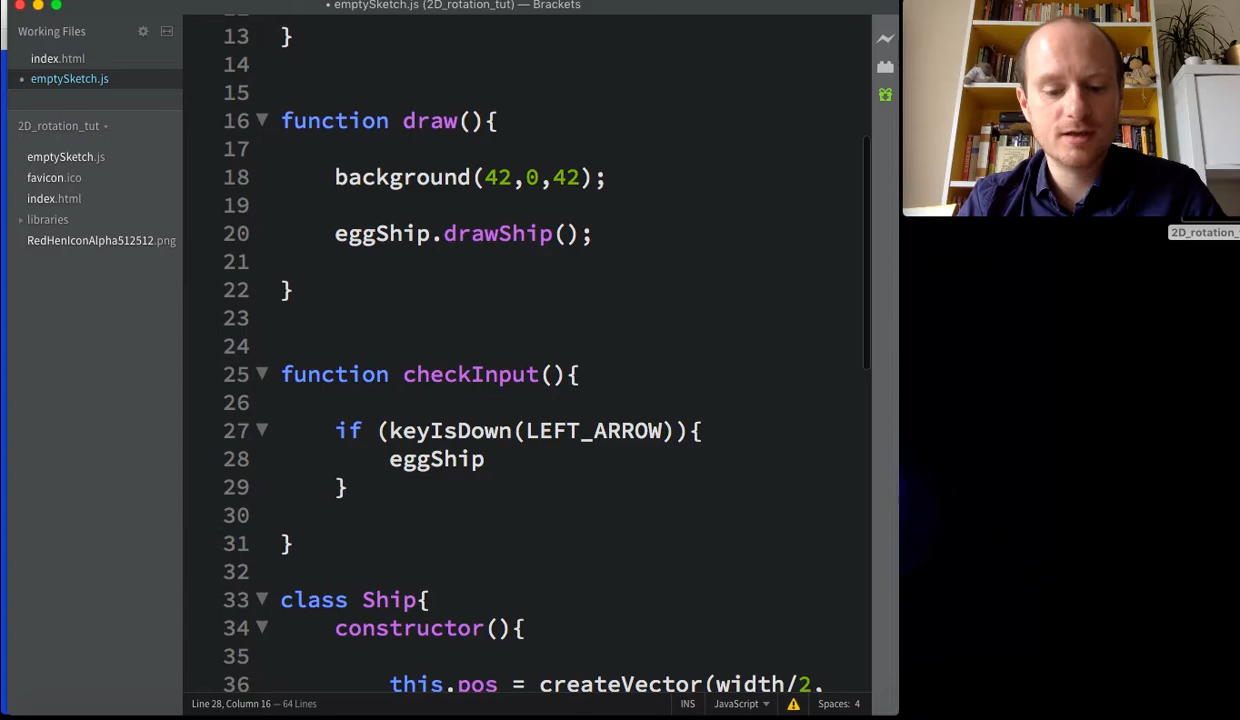 • emptySketch.js (2D_rotation_tut) — Brackets
Working Files
index.html
• emptySketch.js
2D_rotation_tut
emptySketch.js
favicon.ico
index.html
libraries
RedHenIconAlpha512512.png
13 }
14
15
16 function draw(){
17
18 background(42,0,42);
19
20 eggShip.drawShip();
21
22 }
23
24
25 function checkInput(){
26
27 if (keyIsDown(LEFT_ARROW)){
28 eggShip
29 }
30
31 }
32
33 class Ship{
34 constructor(){
35
36 this.pos = createVector(width/2,
Line 28, Column 16 — 64 Lines
INS
JavaScript
Spaces: 4
2D_rotation_